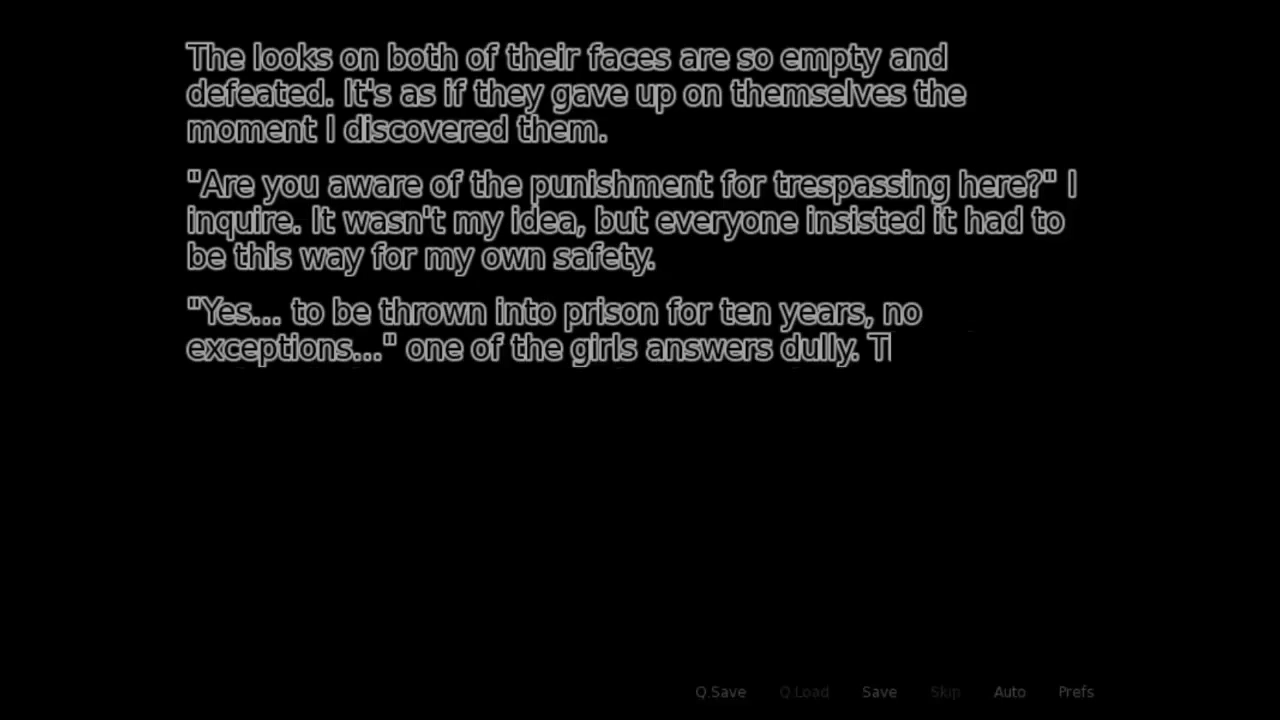 The looks on both of their faces are so empty and
defeated. It's as if they gave up on themselves the
moment I discovered them.
"Are you aware of the punishment for trespassing here?" I
inquire. It wasn't my idea, but everyone insisted it had to
be this way for my own safety.
"Yes... to be thrown into prison for ten years, no
exceptions..." one of the girls answers dully. T
Q.Save Q.Load Save Skip Auto Prefs